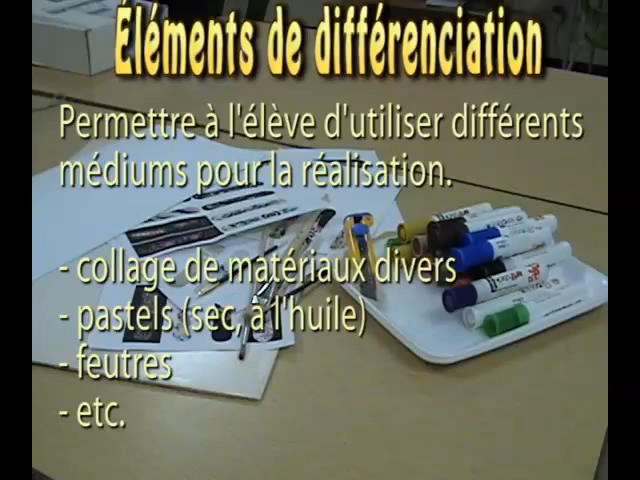 Éléments de différenciation
Permettre à l'élève d'utiliser différents
médiums pour la réalisation.
- collage de matériaux divers
- pastels (sec, à l'huile)
- feutres
- etc.